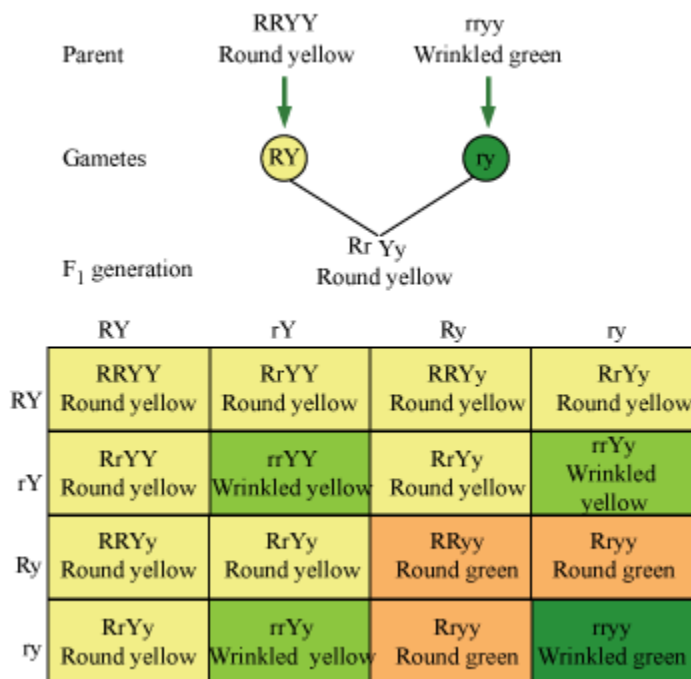 RRYY rryy
Parent Round yellow Wrinkled green
Gametes RY ry
Rr Yy
F₁ generation Round yellow
RY rY Ry ry
RY
RRYY
Round yellow
RrYY
Round yellow
RRYy
Round yellow
RrYy
Round yellow
rY
RrYY
Round yellow
rrYY
Wrinkled yellow
RrYy
Round yellow
rrYy
Wrinkled
yellow
Ry
RRYy
Round yellow
RrYy
Round yellow
RRyy
Round green
Rryy
Round green
ry
RrYy
Round yellow
rrYy
Wrinkled yellow
Rryy
Round green
rryy
Wrinkled green